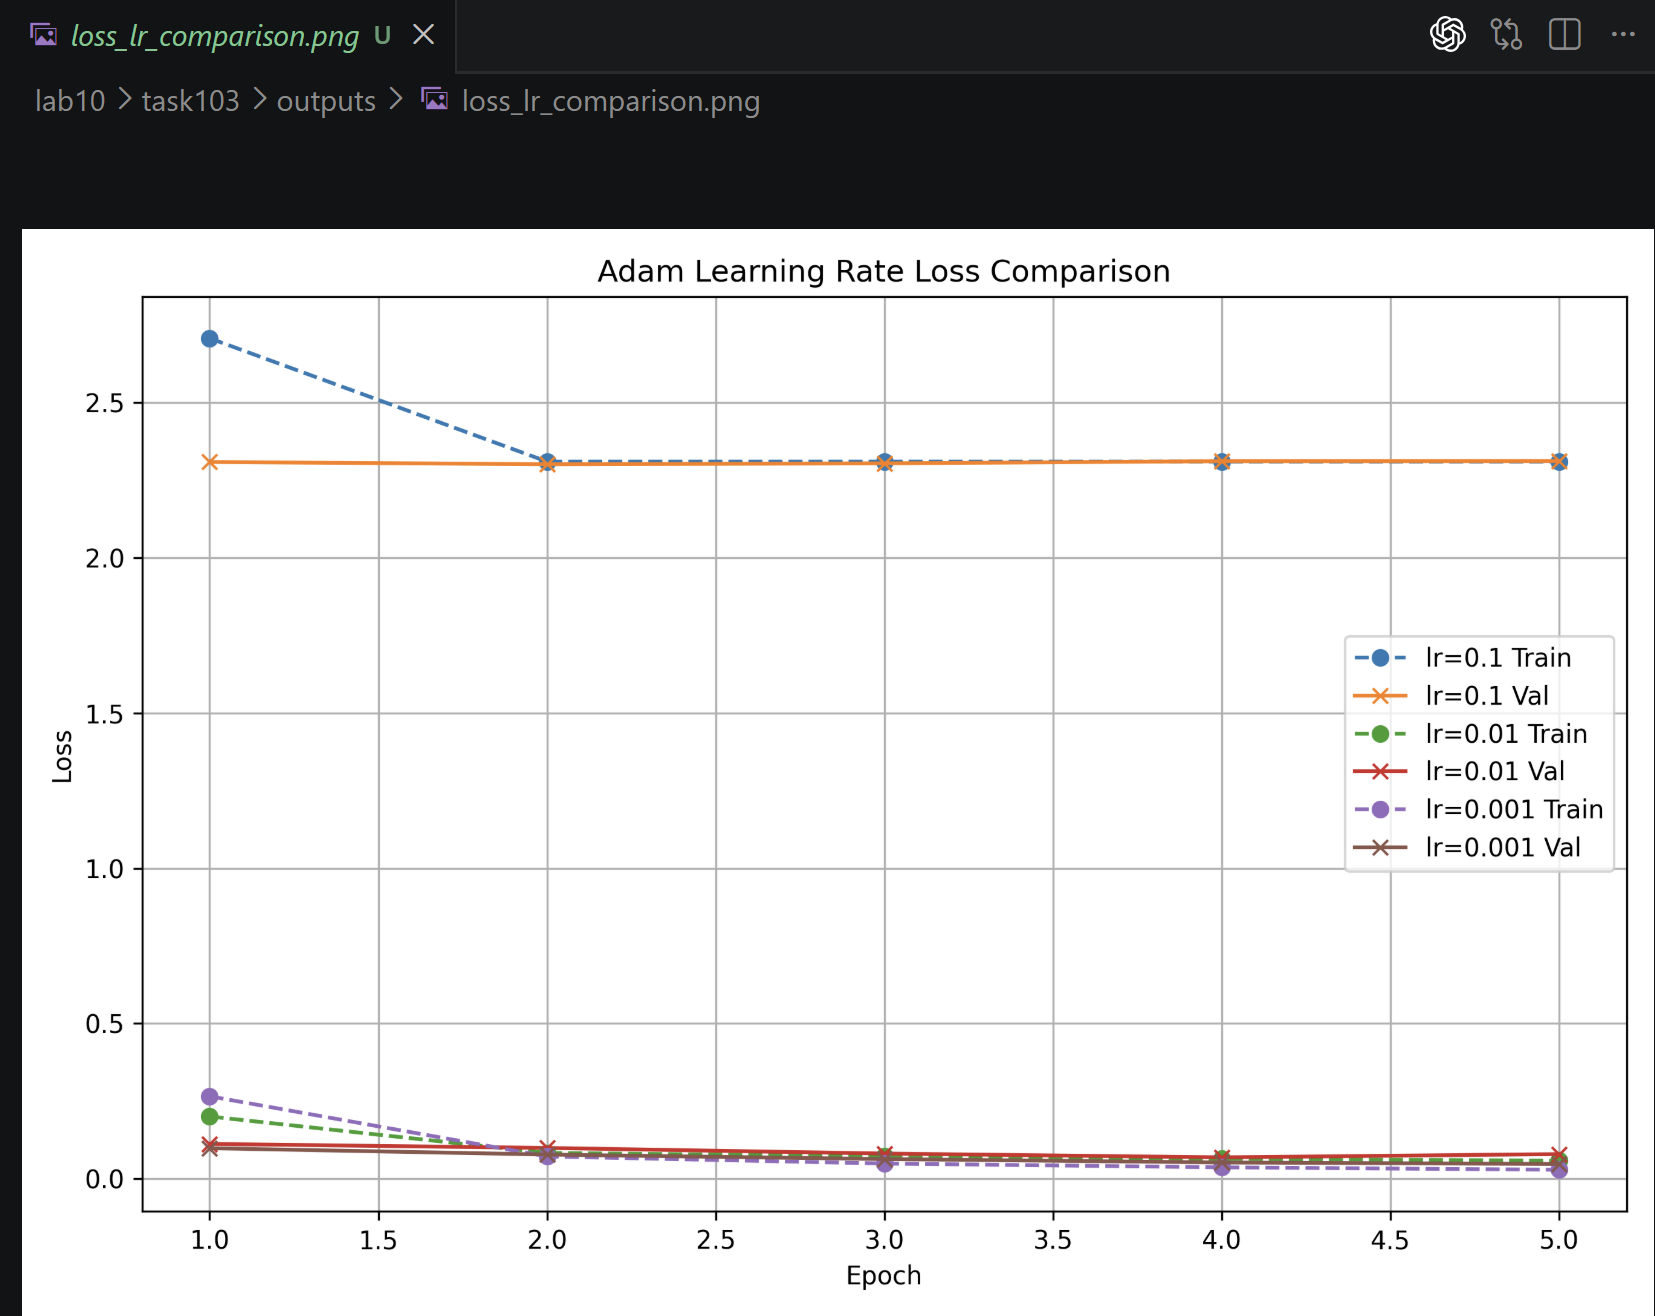 loss_lr_comparison.png U
lab10 > task103 > outputs > loss_lr_comparison.png
Adam Learning Rate Loss Comparison
2.5
2.0
1.5
1.0
0.5
0.0
Loss
lr=0.1 Train
lr=0.1 Val
lr=0.01 Train
lr=0.01 Val
lr=0.001 Train
lr=0.001 Val
1.0 1.5 2.0 2.5 3.0 3.5 4.0 4.5 5.0
Epoch